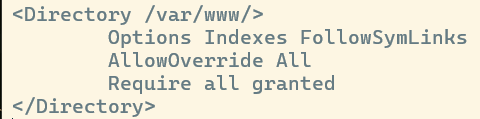 <Directory /var/www/>
        Options Indexes FollowSymLinks
        AllowOverride All
        Require all granted
</Directory>